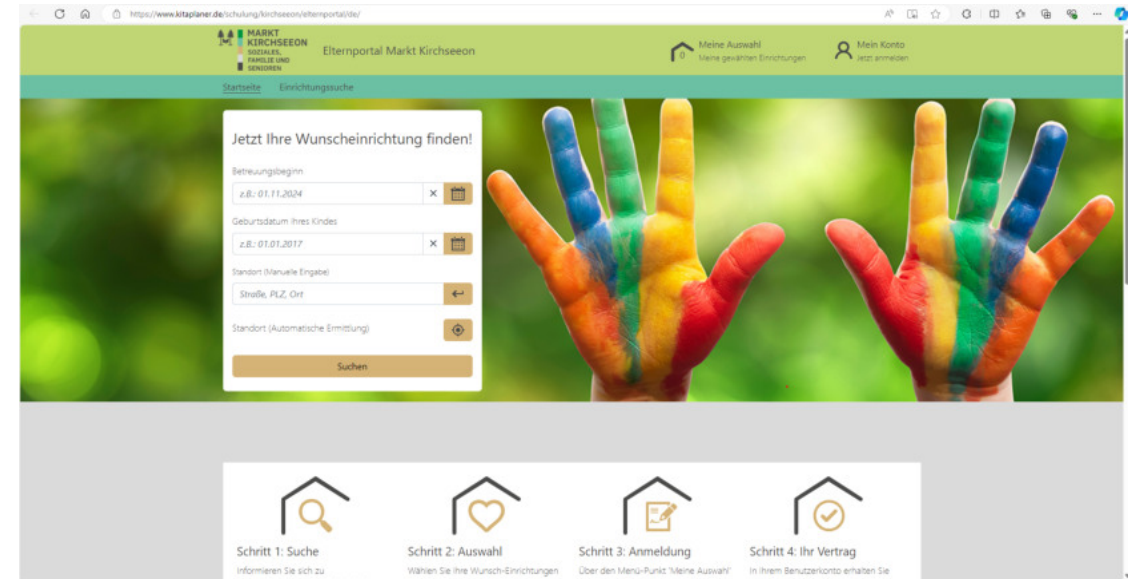 https://www.kitaplaner.de/schulung/kirchseeon/elternportal/de/
MARKT
KIRCHSEEON
SOZIALES,
FAMILIE UND
SENIOREN
Elternportal Markt Kirchseeon
0
Meine Auswahl
Meine gewählten Einrichtungen
Mein Konto
Jetzt anmelden
Startseite Einrichtungssuche
Jetzt Ihre Wunscheinrichtung finden!
Betreuungsbeginn
z.B.: 01.11.2024
Geburtsdatum Ihres Kindes
z.B.: 01.01.2017
Standort (Manuelle Eingabe)
Straße, PLZ, Ort
Standort (Automatische Ermittlung)
Suchen
Schritt 1: Suche
Informieren Sie sich zu
Schritt 2: Auswahl
Wählen Sie Ihre Wunsch-Einrichtungen
Schritt 3: Anmeldung
Über den Menü-Punkt "Meine Auswahl"
Schritt 4: Ihr Vertrag
In Ihrem Benutzerkonto erhalten Sie